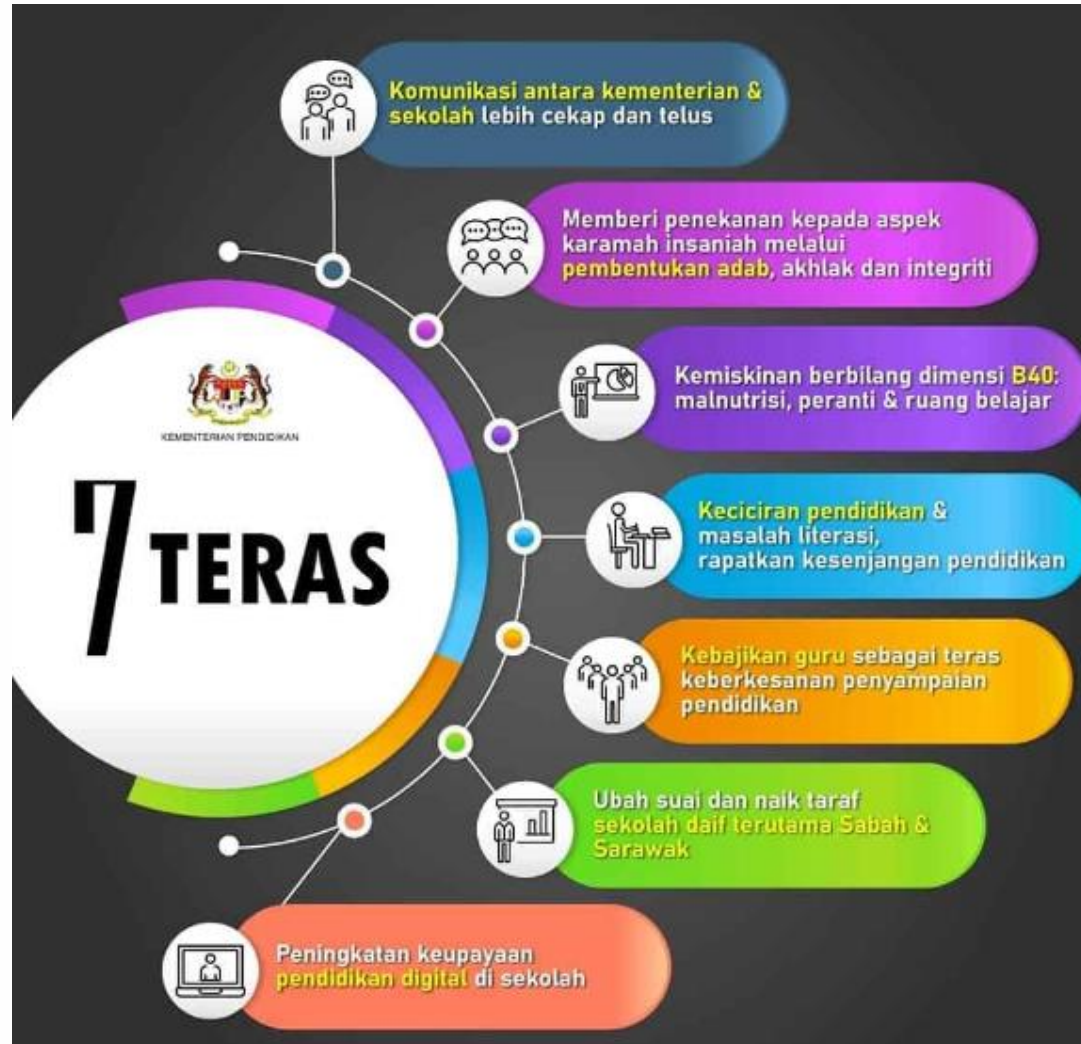 Komunikasi antara kementerian &
sekolah lebih cekap dan telus
Memberi penekanan kepada aspek
karamah insaniah melalui
pembentukan adab, akhlak dan integriti
Kemiskinan berbilang dimensi B40:
malnutrisi, peranti & ruang belajar
KEMENTERIAN PENDIDIKAN
7 TERAS
Keciciran pendidikan &
masalah literasi,
rapatkan kesenjangan pendidikan
Kebajikan guru sebagai teras
keberkesanan penyampaian
pendidikan
Ubah suai dan naik taraf
sekolah daif terutama Sabah &
Sarawak
Peningkatan keupayaan
pendidikan digital di sekolah